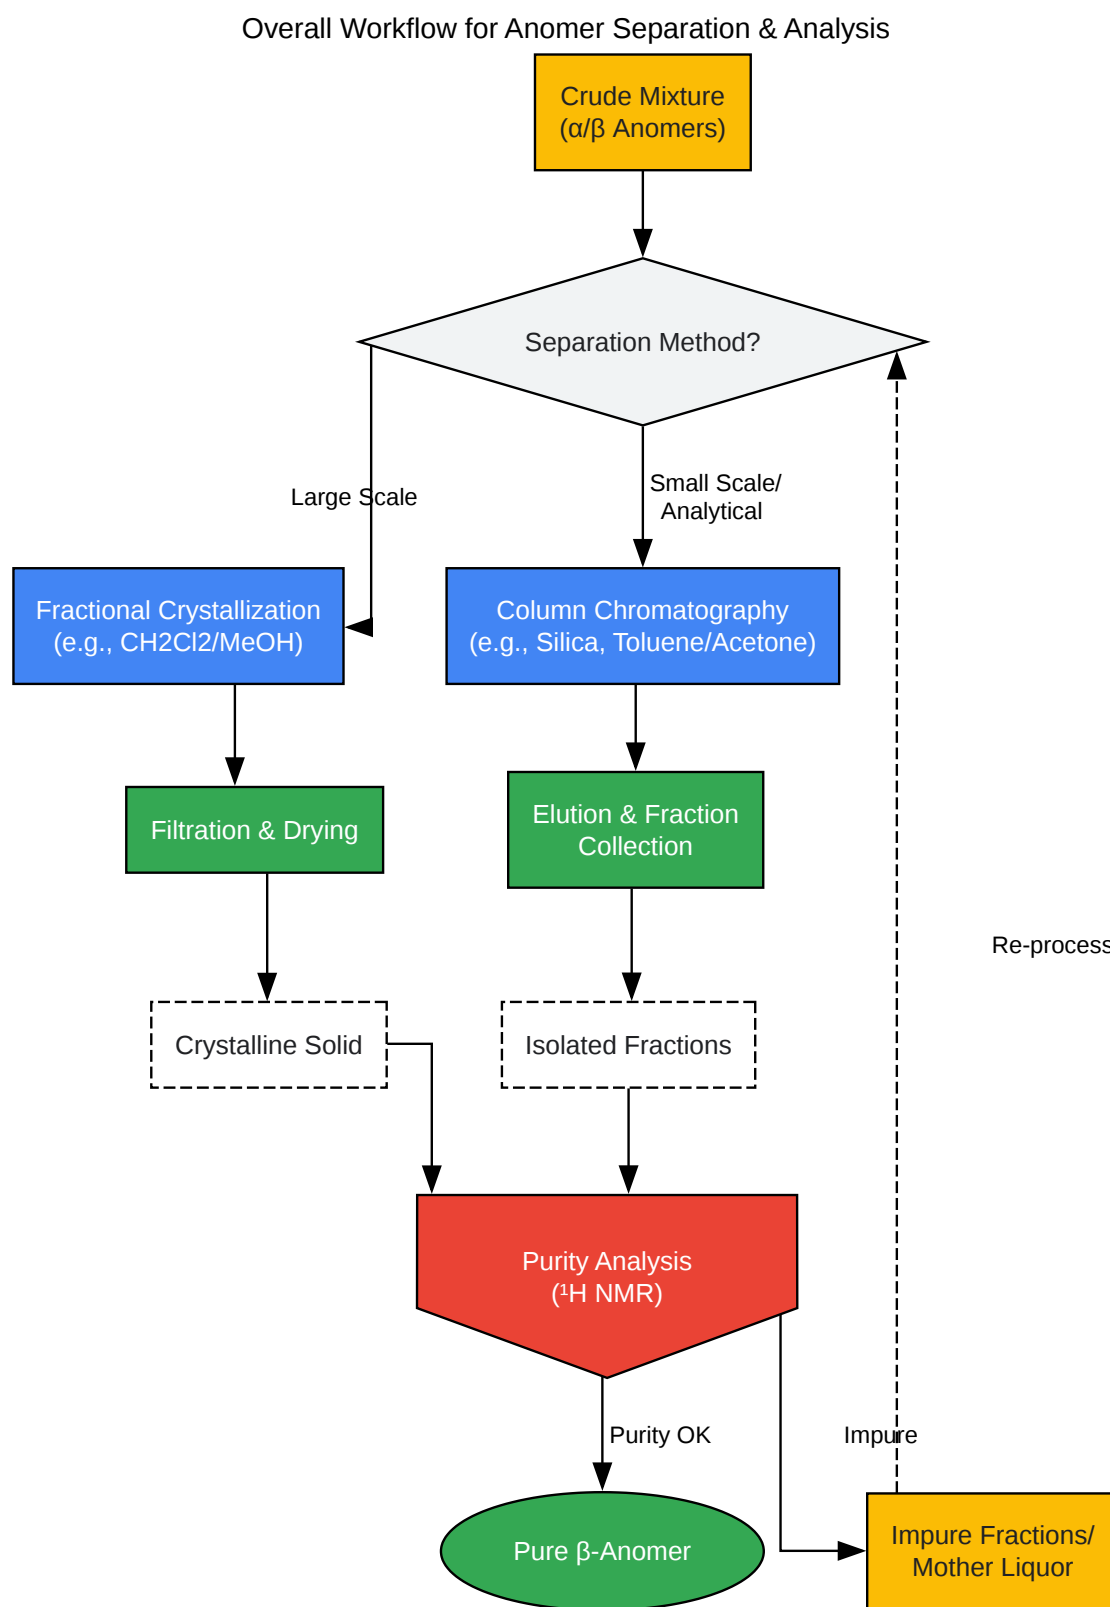 Overall Workflow for Anomer Separation & Analysis
Crude Mixture
(α/β Anomers)
Separation Method?
Large Scale
Small Scale/
Analytical
Fractional Crystallization
(e.g., CH2Cl2/MeOH)
Column Chromatography
(e.g., Silica, Toluene/Acetone)
Filtration & Drying
Elution & Fraction
Collection
Re-process
Crystalline Solid
Isolated Fractions
Purity Analysis
(¹H NMR)
Purity OK
Impure
Pure β-Anomer
Impure Fractions/
Mother Liquor